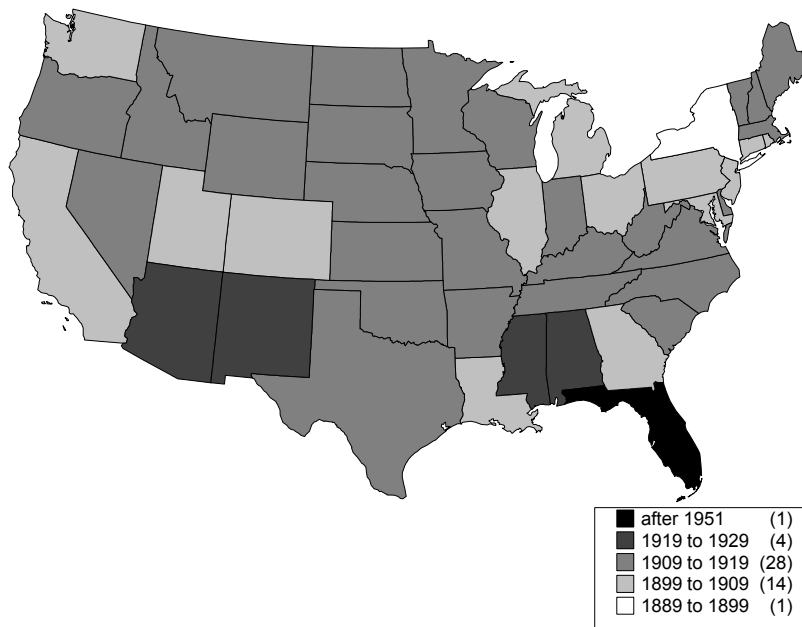 after 1951 (1)
1919 to 1929 (4)
1909 to 1919 (28)
1899 to 1909 (14)
1889 to 1899 (1)